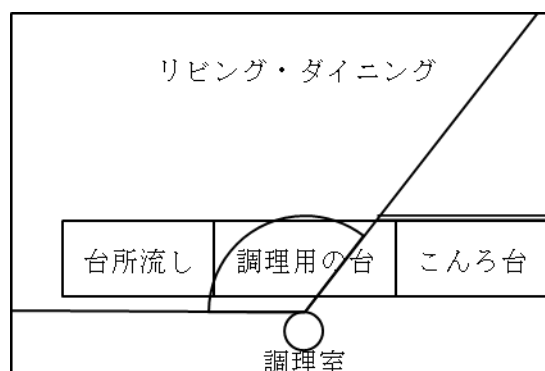 リビング・ダイニング
台所流し 調理用の台 こんろ台
調理室